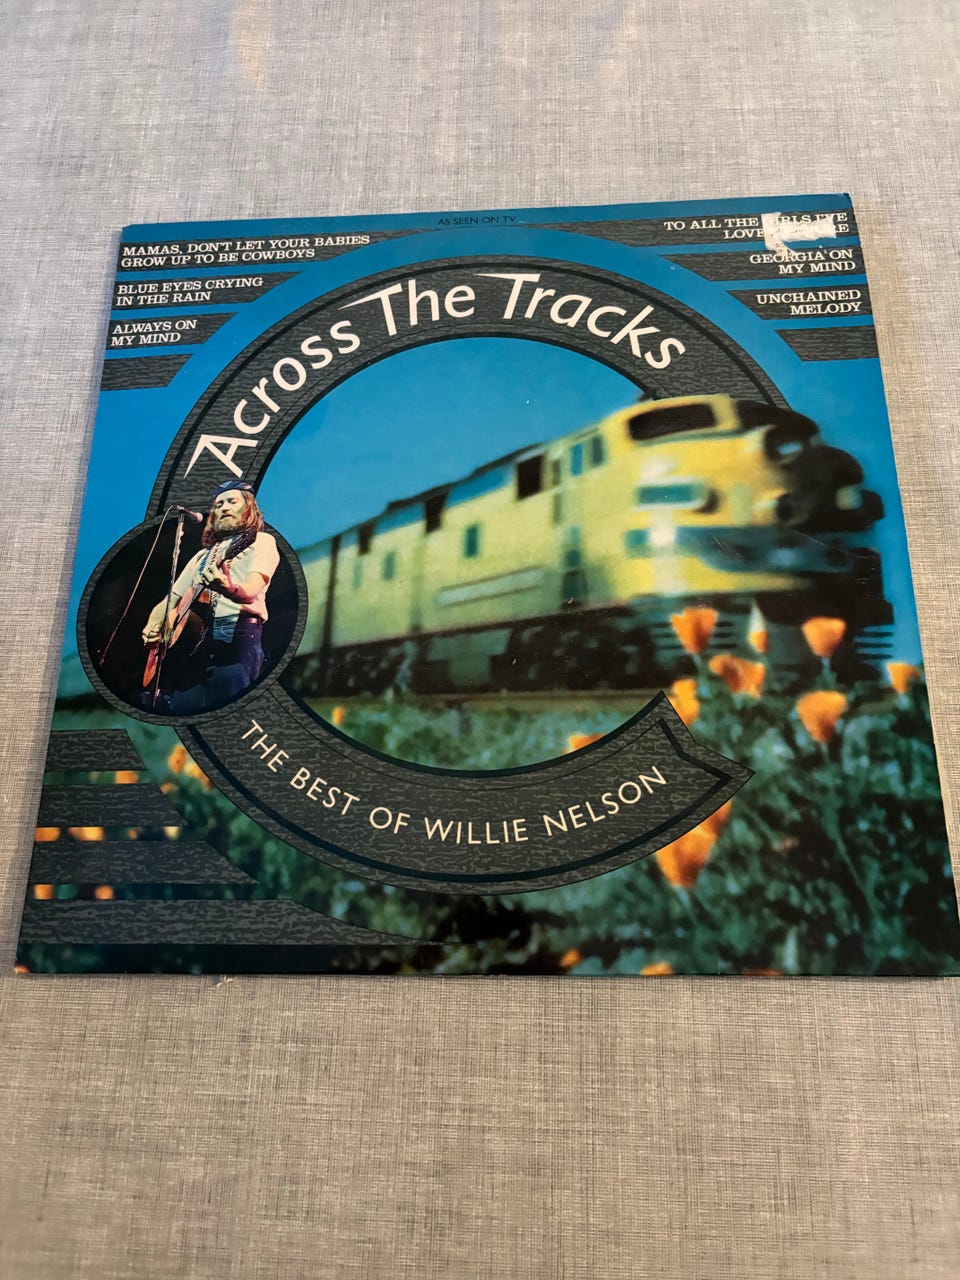 AS SEEN ON TV
MAMAS, DON'T LET YOUR BABIES
GROW UP TO BE COWBOYS
BLUE EYES CRYING
IN THE RAIN
ALWAYS ON
MY MIND
TO ALL THE I'VE
GEORGIA ON
MY MIND
UNCHAINED
MELODY
Across The Tracks
THE BEST OF WILLIE NELSON